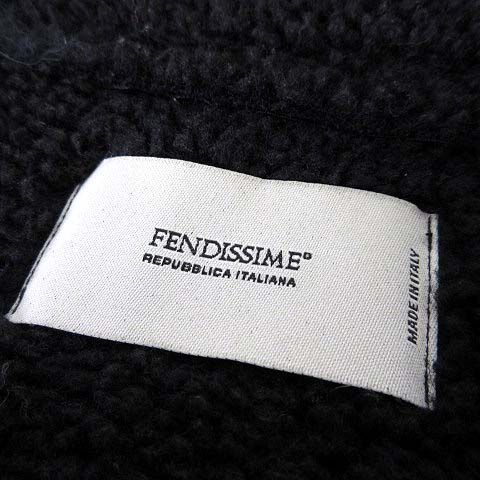 FENDISSIME
REPUBBLICA ITALIANA
MADE IN ITALY